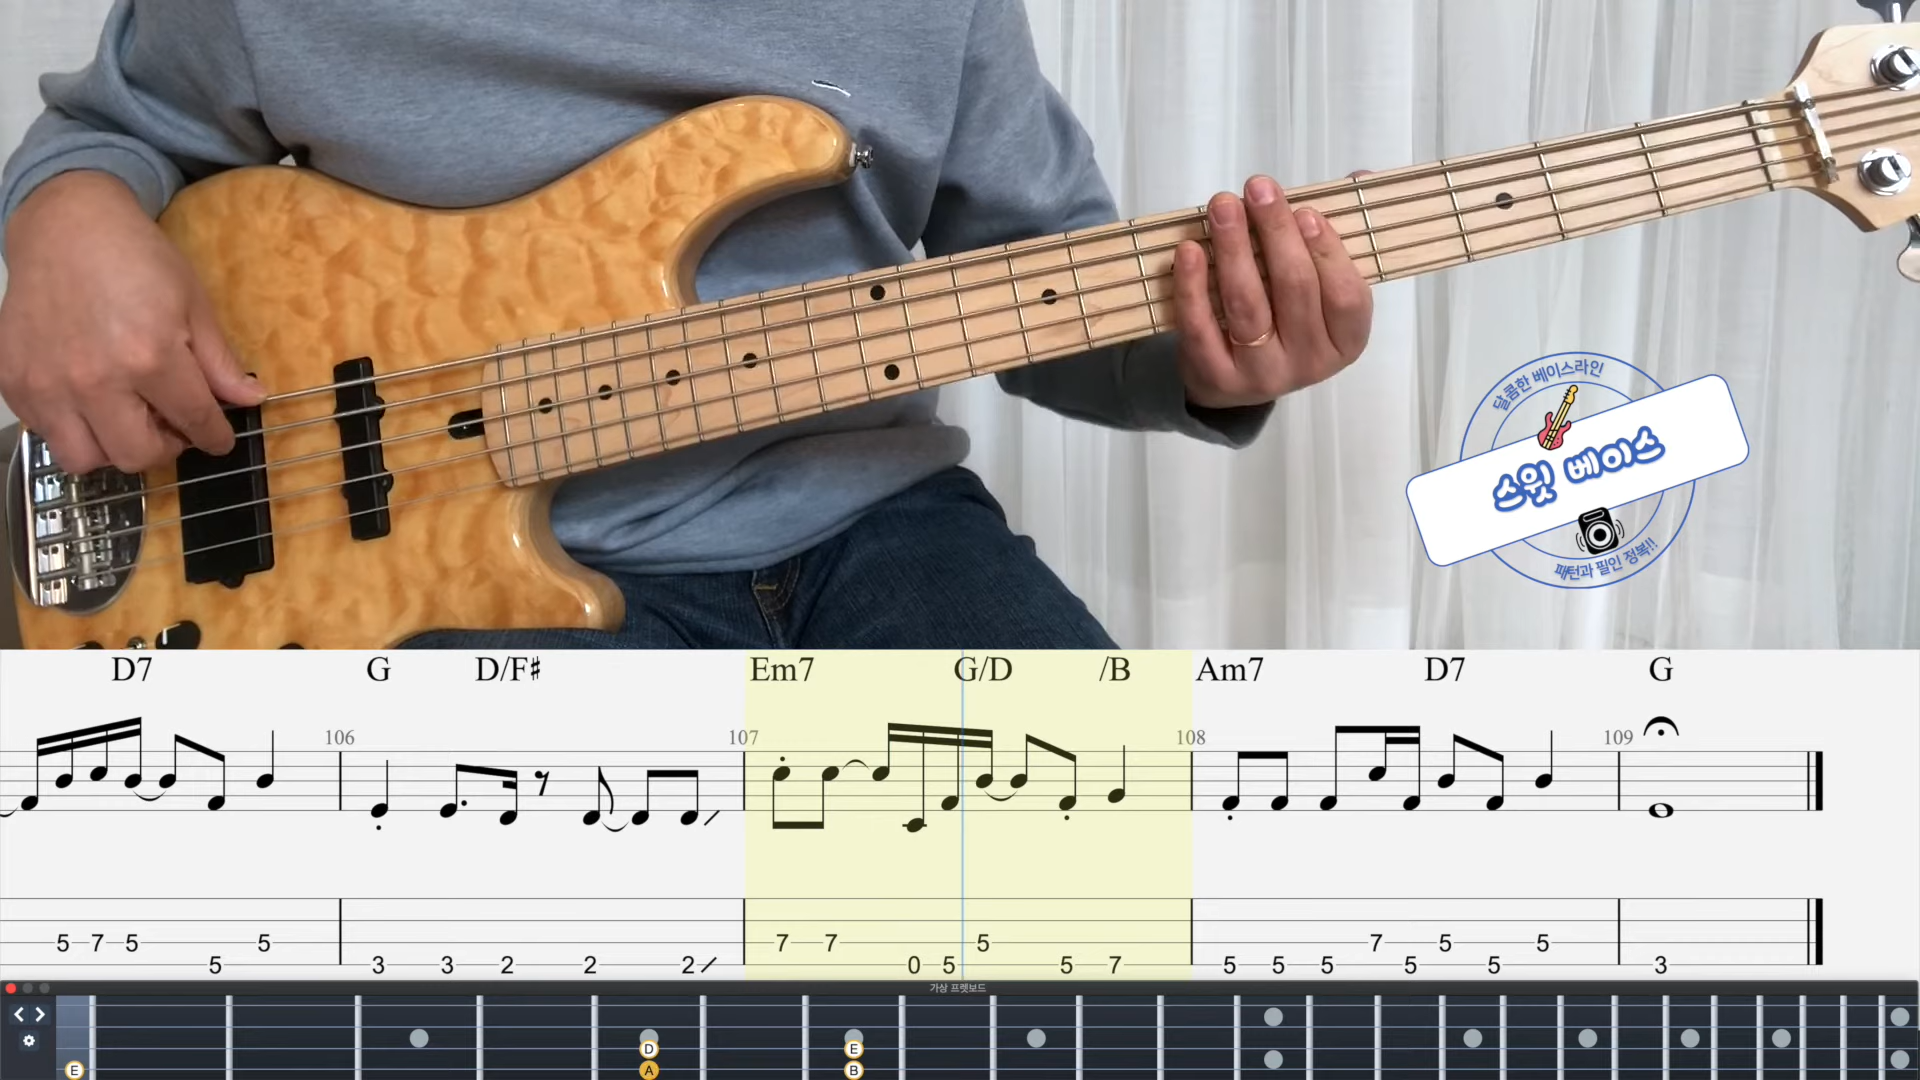 달콤한 베이스라인
스윗 베이스
패턴과 필인 정복!!
D7 G D/F♯ Em7 G/D /B Am7 D7 G
106 107 108 109
5 7 5 5 7 7 5 7 5 5
5 3 3 2 2 2 0 5 5 7 5 5 5 5 5 3
가상 프렛보드
D E
E A B